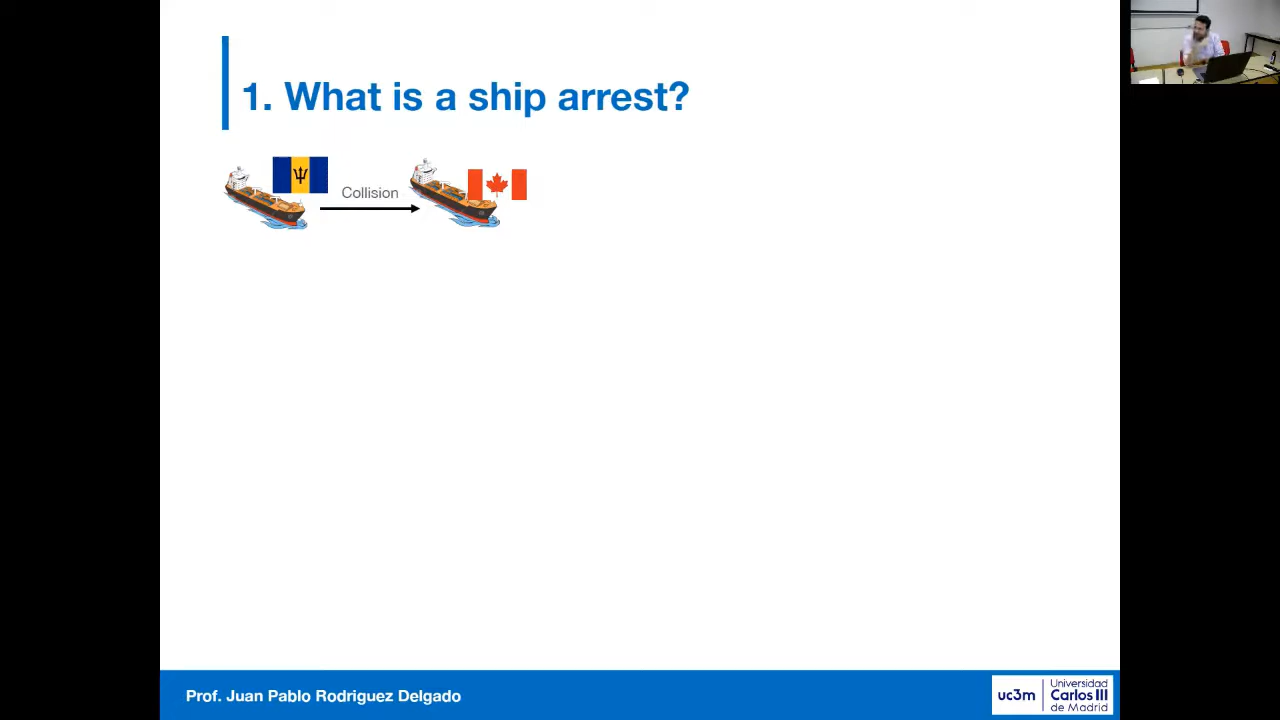 1. What is a ship arrest?
Collision
Prof. Juan Pablo Rodriguez Delgado
uc3m
Universidad
Carlos III
de Madrid